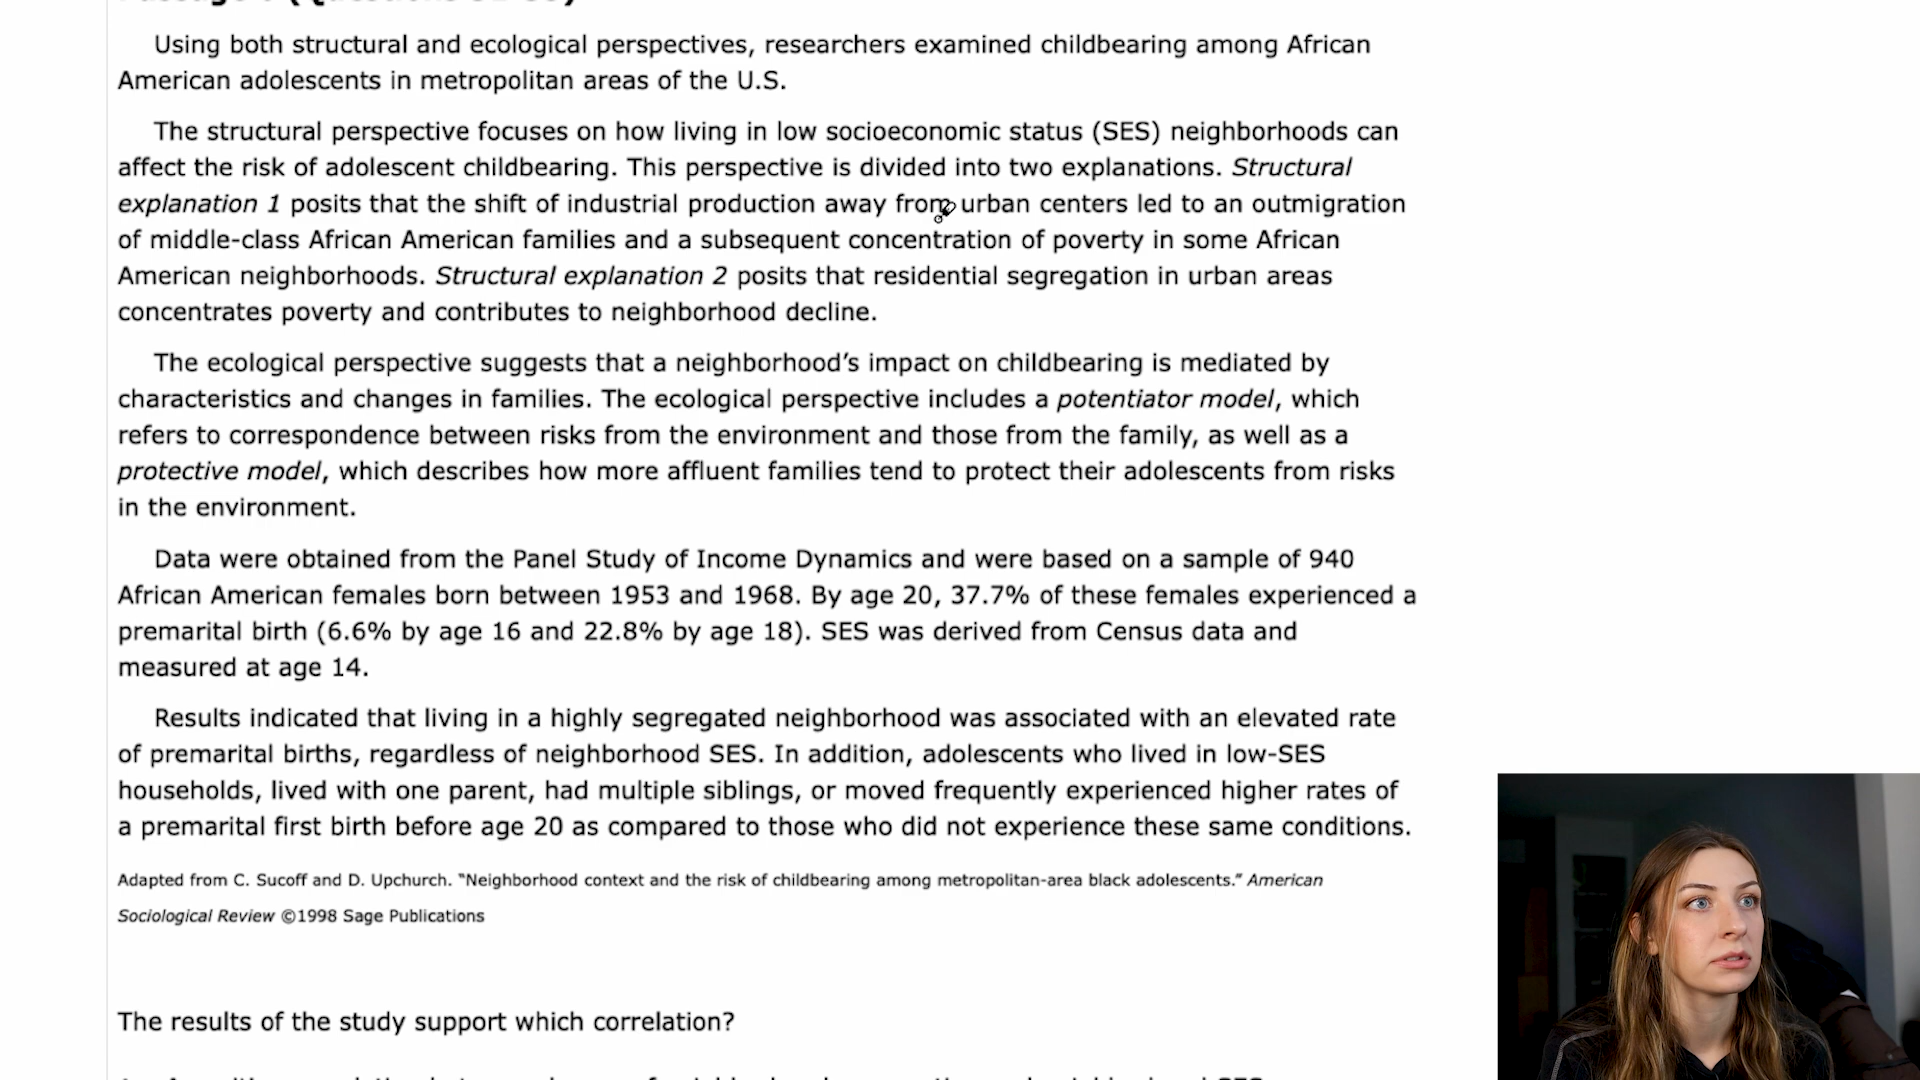 Using both structural and ecological perspectives, researchers examined childbearing among African
American adolescents in metropolitan areas of the U.S.
The structural perspective focuses on how living in low socioeconomic status (SES) neighborhoods can
affect the risk of adolescent childbearing. This perspective is divided into two explanations. Structural
explanation 1 posits that the shift of industrial production away from urban centers led to an outmigration
of middle-class African American families and a subsequent concentration of poverty in some African
American neighborhoods. Structural explanation 2 posits that residential segregation in urban areas
concentrates poverty and contributes to neighborhood decline.
The ecological perspective suggests that a neighborhood’s impact on childbearing is mediated by
characteristics and changes in families. The ecological perspective includes a potentiator model, which
refers to correspondence between risks from the environment and those from the family, as well as a
protective model, which describes how more affluent families tend to protect their adolescents from risks
in the environment.
Data were obtained from the Panel Study of Income Dynamics and were based on a sample of 940
African American females born between 1953 and 1968. By age 20, 37.7% of these females experienced a
premarital birth (6.6% by age 16 and 22.8% by age 18). SES was derived from Census data and
measured at age 14.
Results indicated that living in a highly segregated neighborhood was associated with an elevated rate
of premarital births, regardless of neighborhood SES. In addition, adolescents who lived in low-SES
households, lived with one parent, had multiple siblings, or moved frequently experienced higher rates of
a premarital first birth before age 20 as compared to those who did not experience these same conditions.
Adapted from C. Sucoff and D. Upchurch. “Neighborhood context and the risk of childbearing among metropolitan-area black adolescents.” American
Sociological Review ©1998 Sage Publications
The results of the study support which correlation?